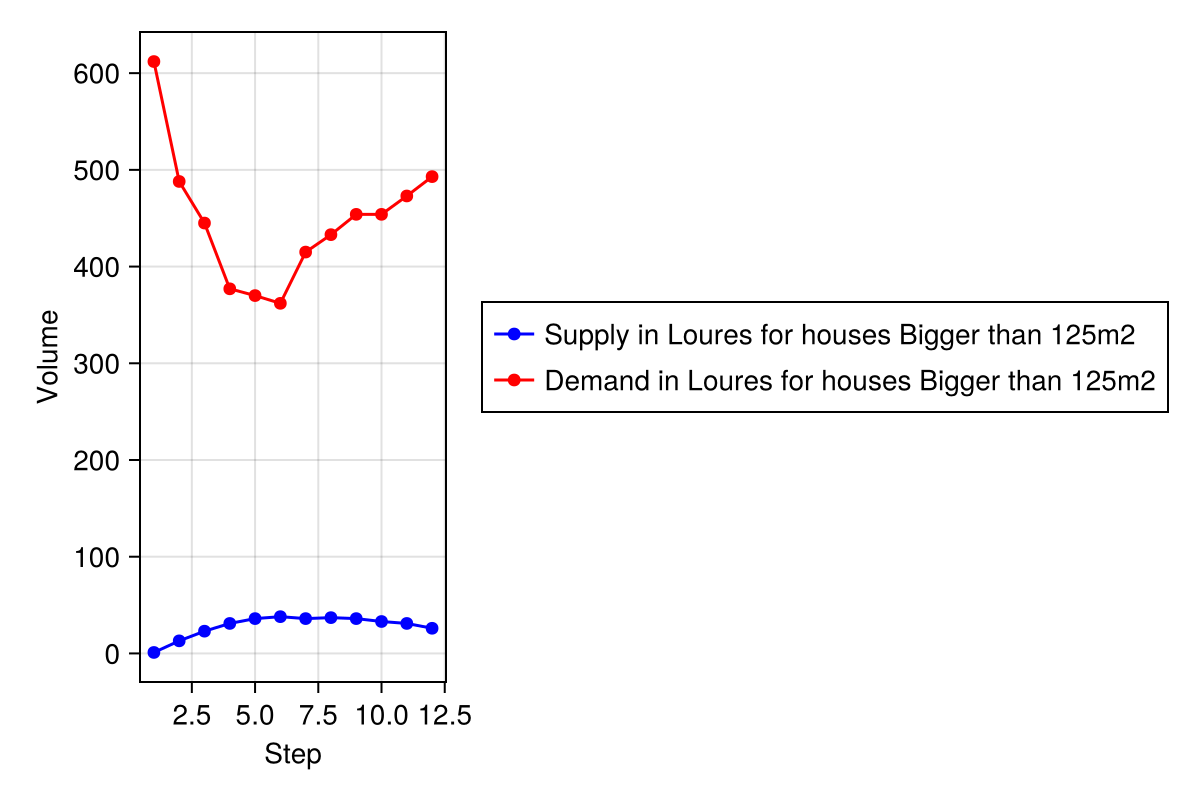 600
500
400
300
200
100
0
Volume
2.5 5.0 7.5 10.0 12.5
Step
Supply in Loures for houses Bigger than 125m2
Demand in Loures for houses Bigger than 125m2